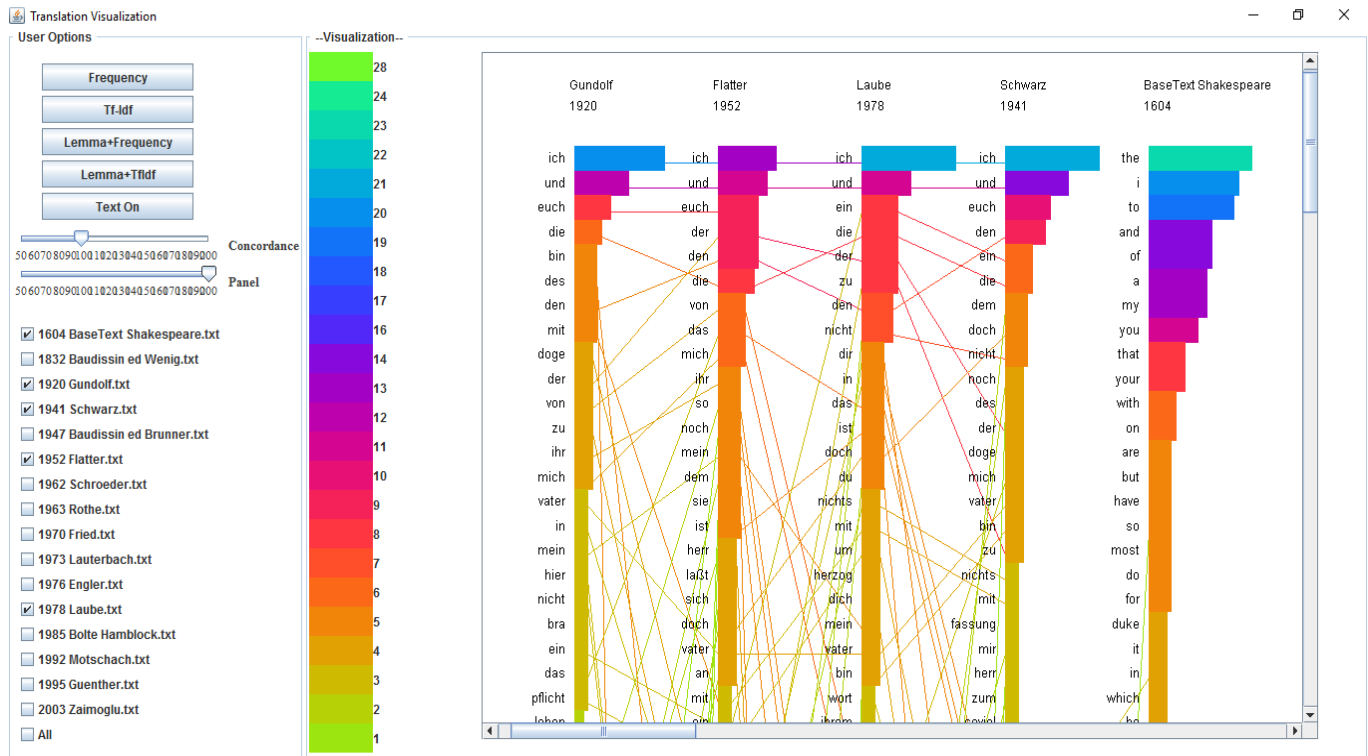 Translation Visualization
User Options
Frequency
Tf-Idf
Lemma+Frequency
Lemma+TfIdf
Text On
Concordance
Panel
1604 BaseText Shakespeare.txt
1832 Baudissin ed Wenig.txt
1920 Gundolf.txt
1941 Schwarz.txt
1947 Baudissin ed Brunner.txt
1952 Flatter.txt
1962 Schroeder.txt
1963 Rothe.txt
1970 Fried.txt
1973 Lauterbach.txt
1976 Engler.txt
1978 Laube.txt
1985 Bolte Hamblock.txt
1992 Motschach.txt
1995 Guenther.txt
2003 Zaimoglu.txt
All
--Visualization--
28
24
23
22
21
20
19
18
17
16
14
13
12
11
10
9
8
7
6
5
4
3
2
1
Gundolf
1920
ich
und
euch
die
bin
des
den
mit
doge
der
von
zu
ihr
mich
vater
in
mein
hier
nicht
bra
ein
das
pflicht
leben
Flatter
1952
ich
und
euch
der
den
die
von
das
mich
ihr
so
noch
mein
dem
sie
ist
herr
laßt
sich
doch
vater
an
mit
ein
Laube
1978
ich
und
ein
die
der
zu
den
nicht
dir
in
das
ist
doch
du
nichts
mit
um
herzog
dich
mein
vater
bin
wort
ihrem
Schwarz
1941
ich
und
euch
den
ein
die
dem
doch
nicht
noch
des
der
doge
mich
vater
bin
zu
nichts
mit
fassung
mir
herr
zum
soviel
BaseText Shakespeare
1604
the
i
to
and
of
a
my
you
that
your
with
on
are
but
have
so
most
do
for
duke
it
in
which
be